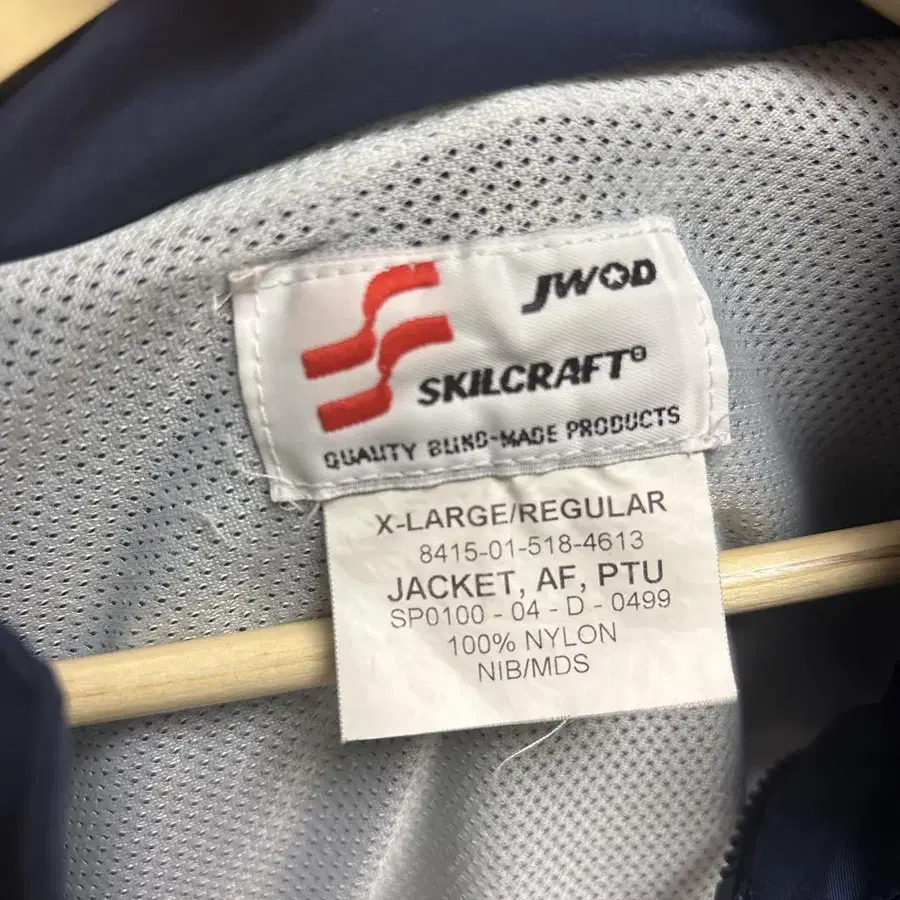 JWOD
SKILCRAFT®
QUALITY BLIND-MADE PRODUCTS
X-LARGE/REGULAR
8415-01-518-4613
JACKET, AF, PTU
SP0100 - 04 - D - 0499
100% NYLON
NIB/MDS